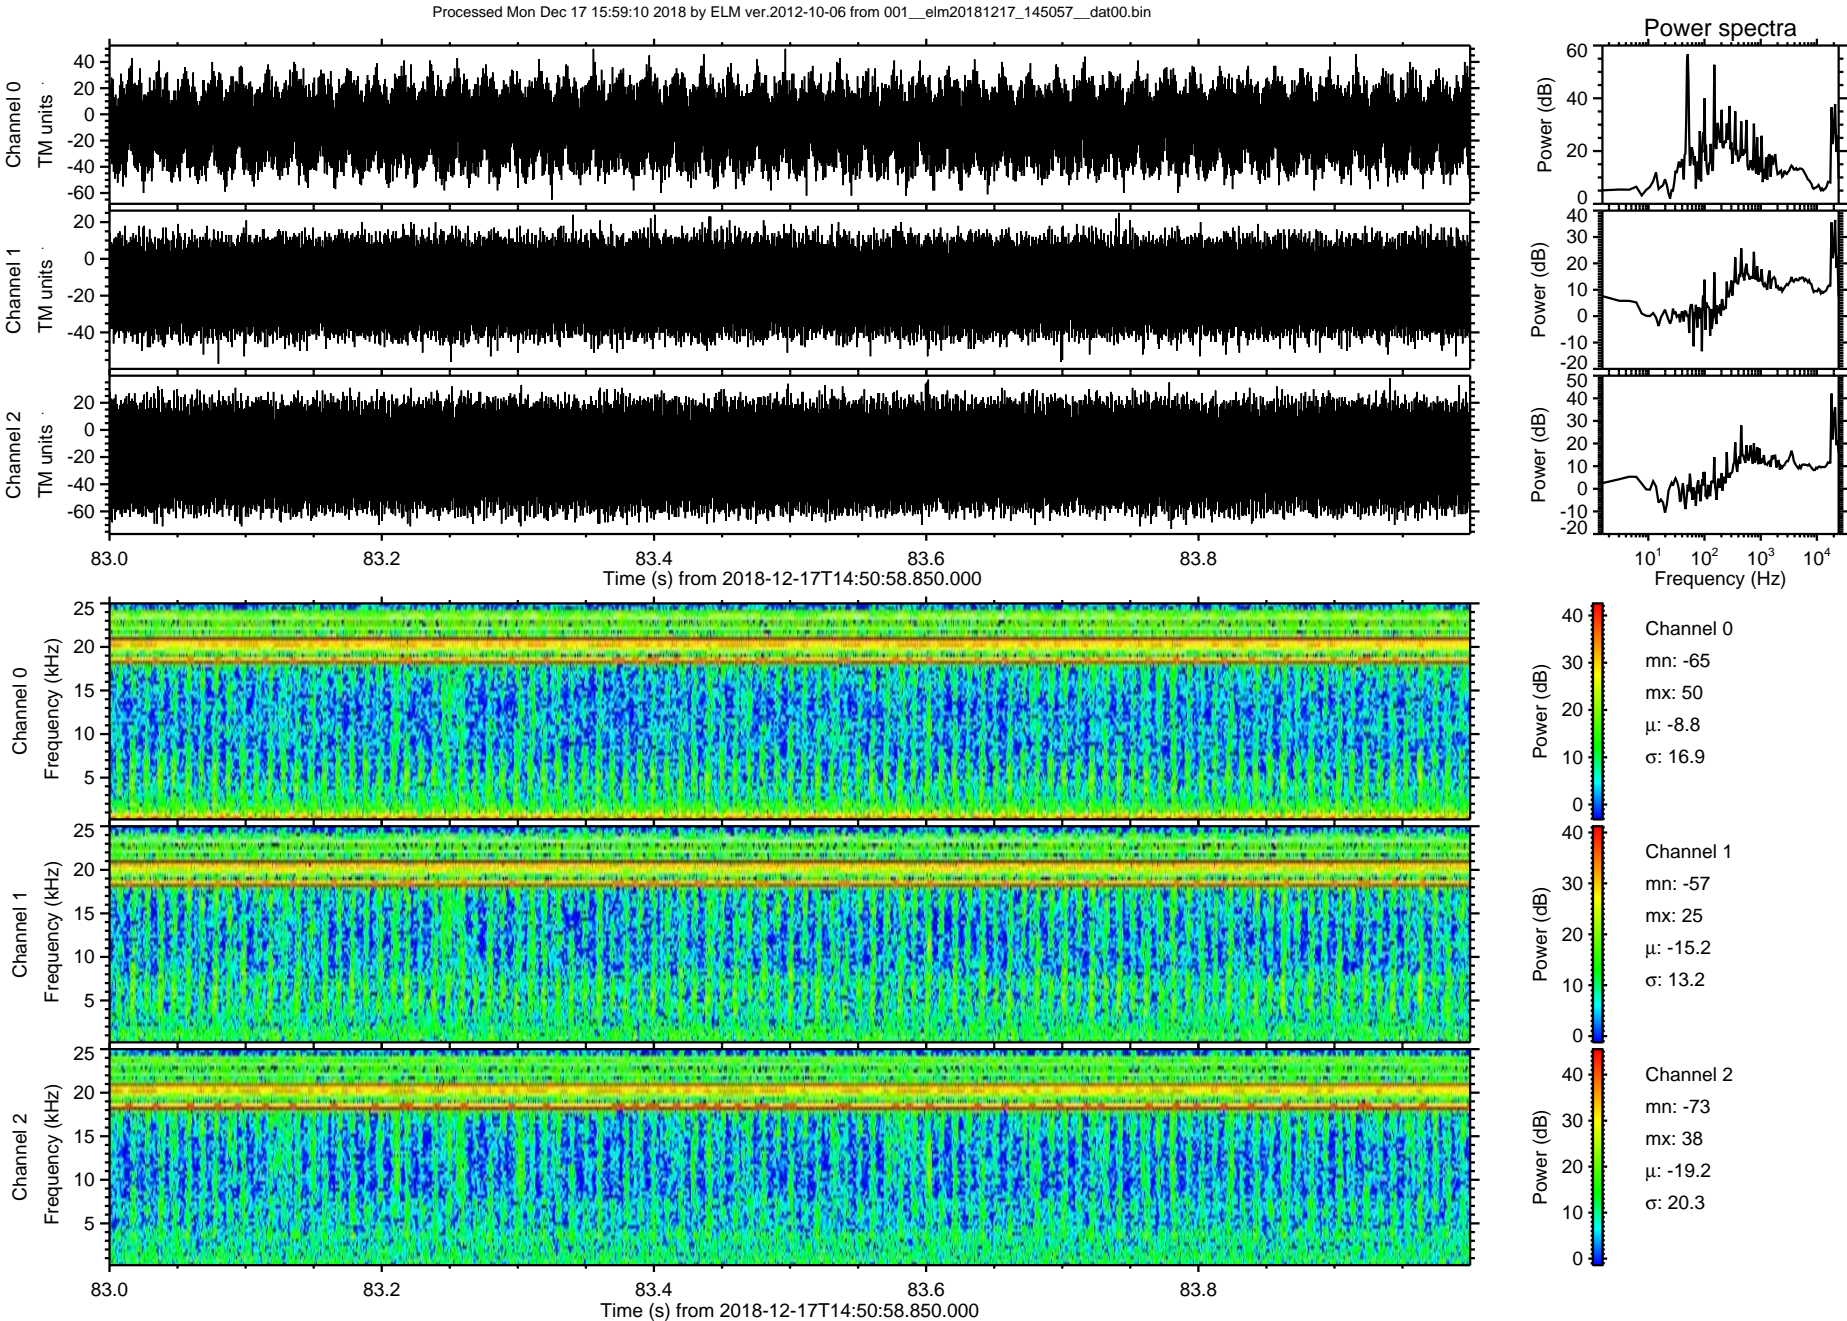 Processed Mon Dec 17 15:59:10 2018 by ELM ver.2012-10-06 from 001__elm20181217_145057__dat00.bin
Power spectra
Channel 0
TM units
40
20
0
-20
-40
-60
Power (dB)
60
40
20
0
Channel 1
TM units
20
0
-20
-40
Power (dB)
40
30
20
10
0
-10
-20
Channel 2
TM units
20
0
-20
-40
-60
Power (dB)
50
40
30
20
10
0
-10
-20
83.0 83.2 83.4 83.6 83.8
Time (s) from 2018-12-17T14:50:58.850.000
10¹ 10² 10³ 10⁴
Frequency (Hz)
Channel 0
Frequency (kHz)
25
20
15
10
5
Power (dB)
40
30
20
10
0
Channel 0
mn: -65
mx: 50
μ: -8.8
σ: 16.9
Channel 1
Frequency (kHz)
25
20
15
10
5
Power (dB)
40
30
20
10
0
Channel 1
mn: -57
mx: 25
μ: -15.2
σ: 13.2
Channel 2
Frequency (kHz)
25
20
15
10
5
Power (dB)
40
30
20
10
0
Channel 2
mn: -73
mx: 38
μ: -19.2
σ: 20.3
83.0 83.2 83.4 83.6 83.8
Time (s) from 2018-12-17T14:50:58.850.000